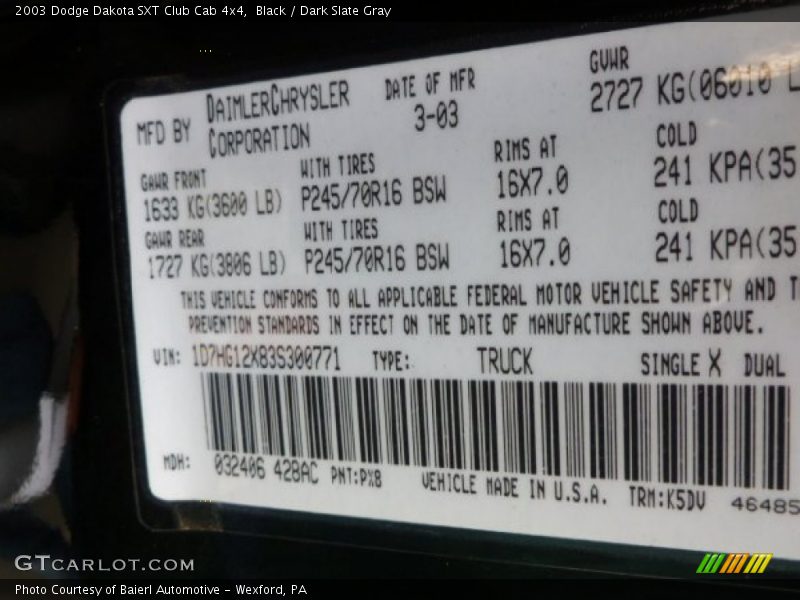 2003 Dodge Dakota SXT Club Cab 4x4,  Black / Dark Slate Gray
MFD BY DAIMLERCHRYSLER CORPORATION
DATE OF MFR
3-03
GVWR
2727 KG(06010 L
GAWR FRONT
1633 KG(3600 LB)
WITH TIRES
P245/70R16 BSW
RIMS AT
16X7.0
COLD
241 KPA(35
GAWR REAR
1727 KG(3806 LB)
WITH TIRES
P245/70R16 BSW
RIMS AT
16X7.0
COLD
241 KPA(35
THIS VEHICLE CONFORMS TO ALL APPLICABLE FEDERAL MOTOR VEHICLE SAFETY AND T
PREVENTION STANDARDS IN EFFECT ON THE DATE OF MANUFACTURE SHOWN ABOVE.
VIN: 1D7HG12X83S300771 TYPE: TRUCK SINGLE X DUAL
MDH: 032406 428AC PNT:PX8 VEHICLE MADE IN U.S.A. TRM:K5DV 46485
GTCARLOT.COM
Photo Courtesy of Baierl Automotive - Wexford, PA